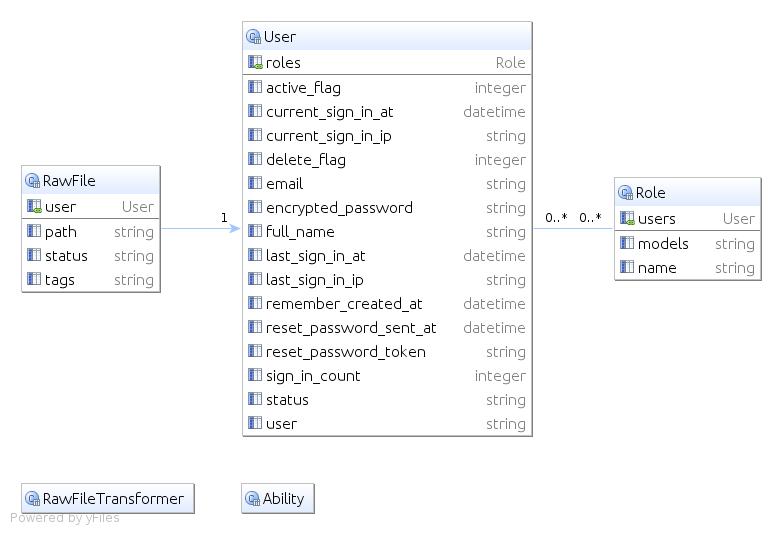 User
roles Role
active_flag integer
current_sign_in_at datetime
current_sign_in_ip string
delete_flag integer
email string
encrypted_password string
full_name string
last_sign_in_at datetime
last_sign_in_ip string
remember_created_at datetime
reset_password_sent_at datetime
reset_password_token string
sign_in_count integer
status string
user string
RawFile
user User
path string
status string
tags string
1
0..* 0..*
Role
users User
models string
name string
RawFileTransformer
Ability
Powered by yFiles